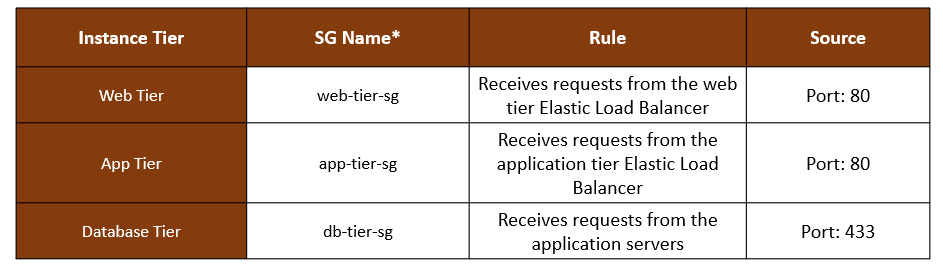 Instance Tier SG Name* Rule Source
Web Tier web-tier-sg Receives requests from the web
tier Elastic Load Balancer Port: 80
App Tier app-tier-sg Receives requests from the
application tier Elastic Load
Balancer Port: 80
Database Tier db-tier-sg Receives requests from the
application servers Port: 433